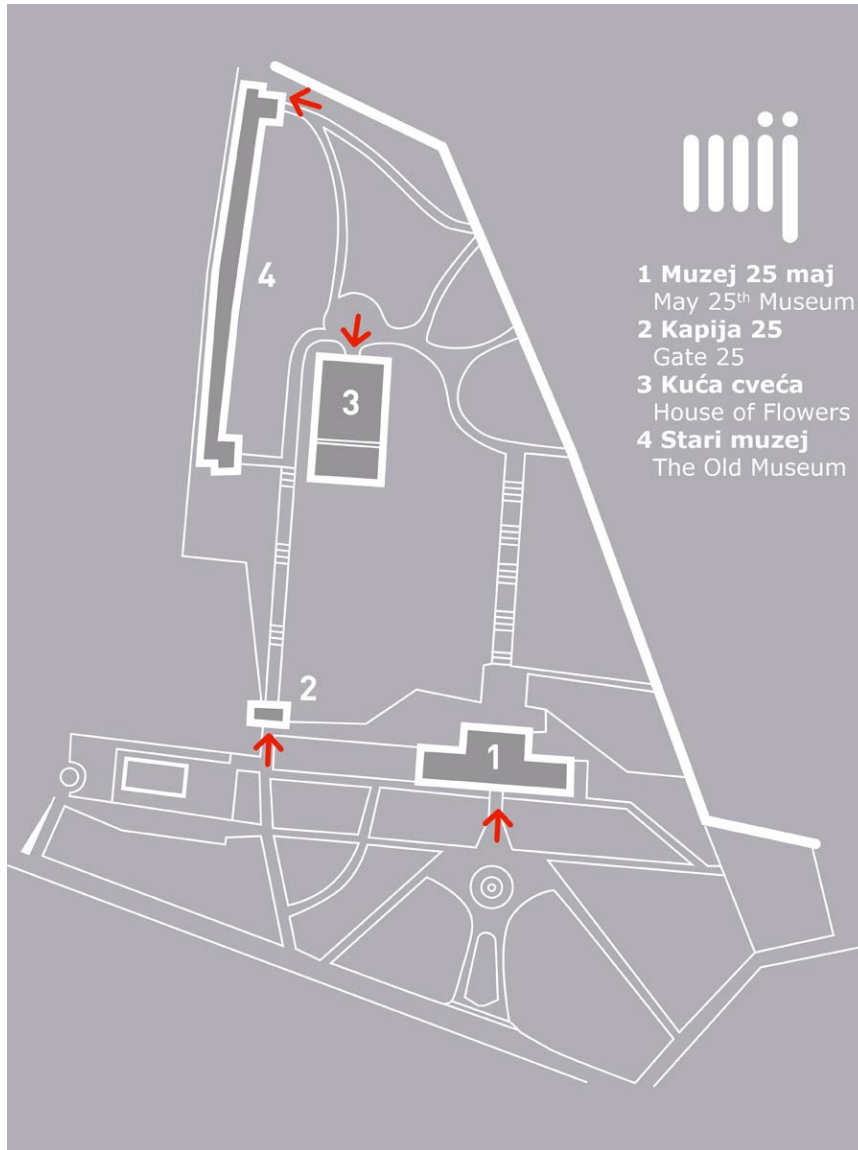 4
3
2
1
mij
1 Muzej 25 maj
May 25th Museum
2 Kapija 25
Gate 25
3 Kuća cveća
House of Flowers
4 Stari muzej
The Old Museum